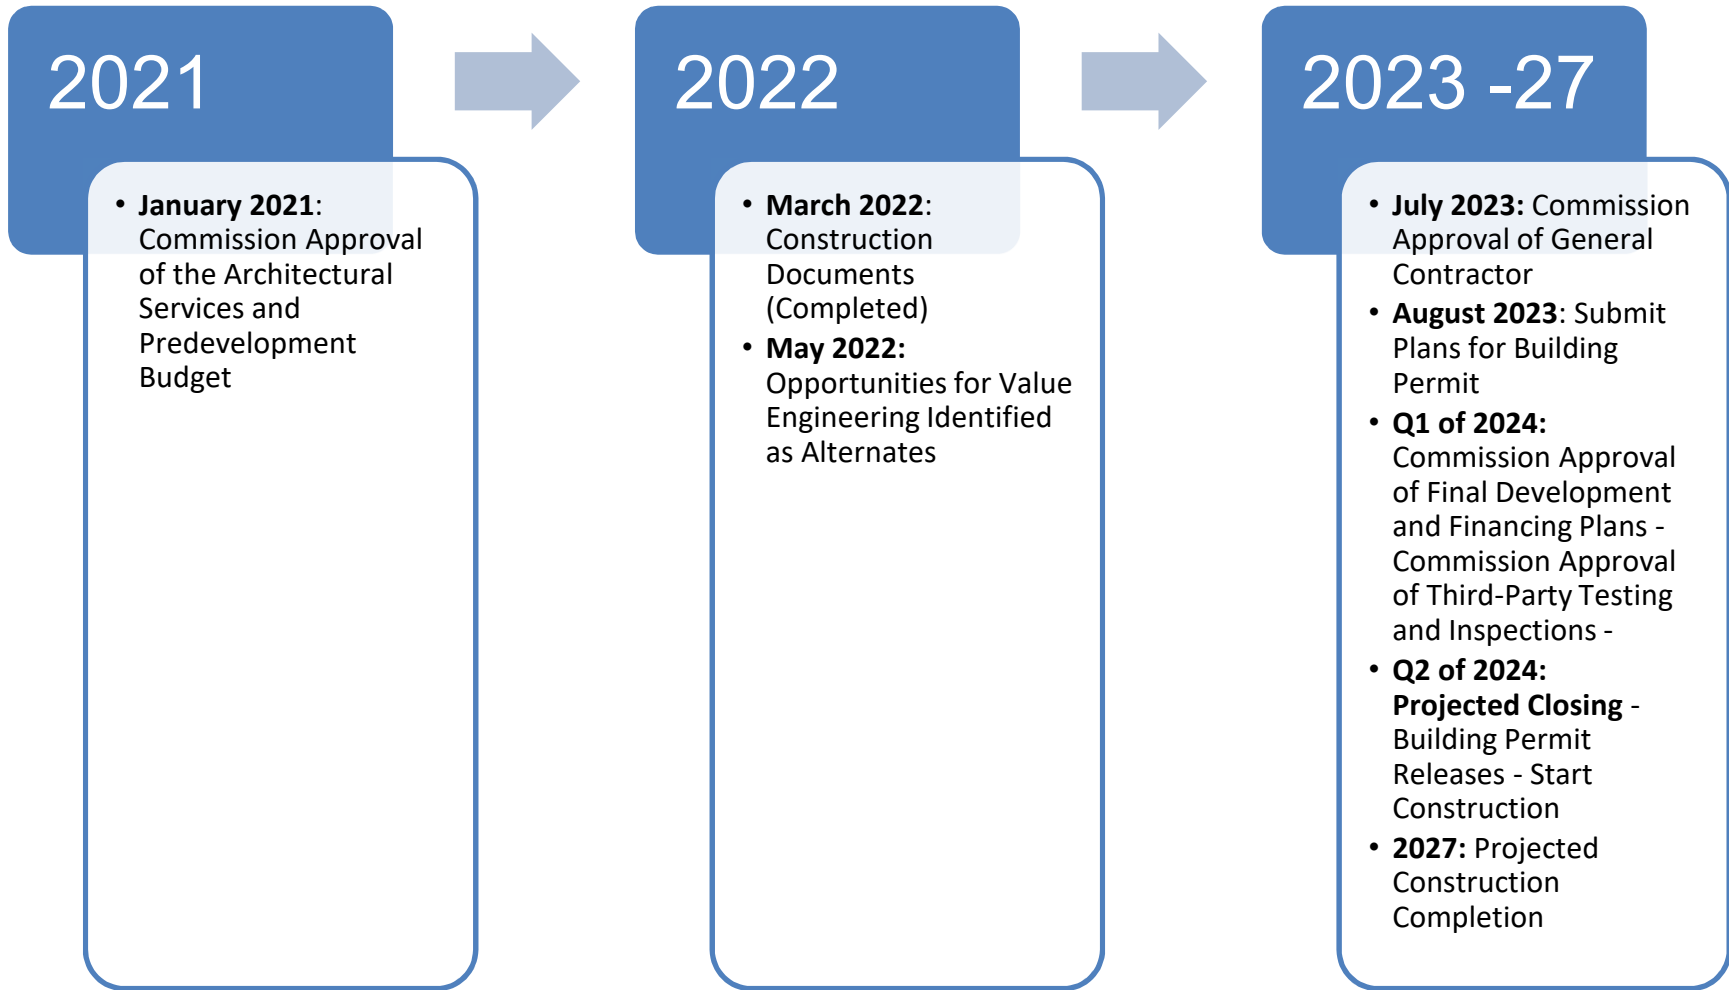 2021
• January 2021:
Commission Approval
of the Architectural
Services and
Predevelopment
Budget
2022
• March 2022:
Construction
Documents
(Completed)
• May 2022:
Opportunities for Value
Engineering Identified
as Alternates
2023 -27
• July 2023: Commission
Approval of General
Contractor
• August 2023: Submit
Plans for Building
Permit
• Q1 of 2024:
Commission Approval
of Final Development
and Financing Plans -
Commission Approval
of Third-Party Testing
and Inspections -
• Q2 of 2024:
Projected Closing -
Building Permit
Releases - Start
Construction
• 2027: Projected
Construction
Completion